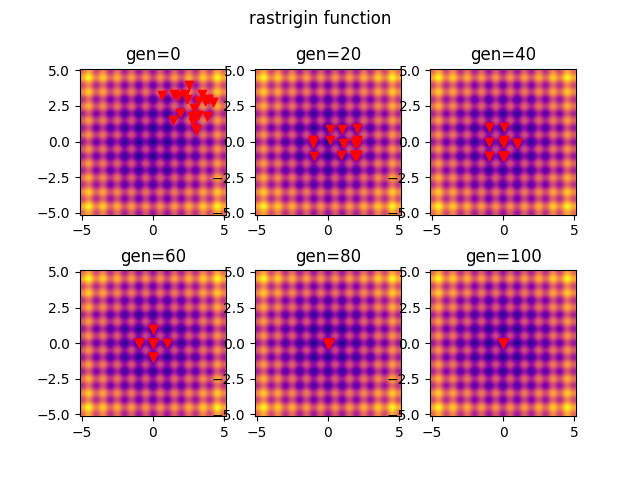 rastrigin function
gen=0 gen=20 gen=40
5.0 5.0 5.0
2.5 2.5 2.5
0.0 0.0 0.0
−2.5 −2.5 −2.5
−5.0 −5.0 −5.0
−5 0 5 −5 0 5 −5 0 5
gen=60 gen=80 gen=100
5.0 5.0 5.0
2.5 2.5 2.5
0.0 0.0 0.0
−2.5 −2.5 −2.5
−5.0 −5.0 −5.0
−5 0 5 −5 0 5 −5 0 5